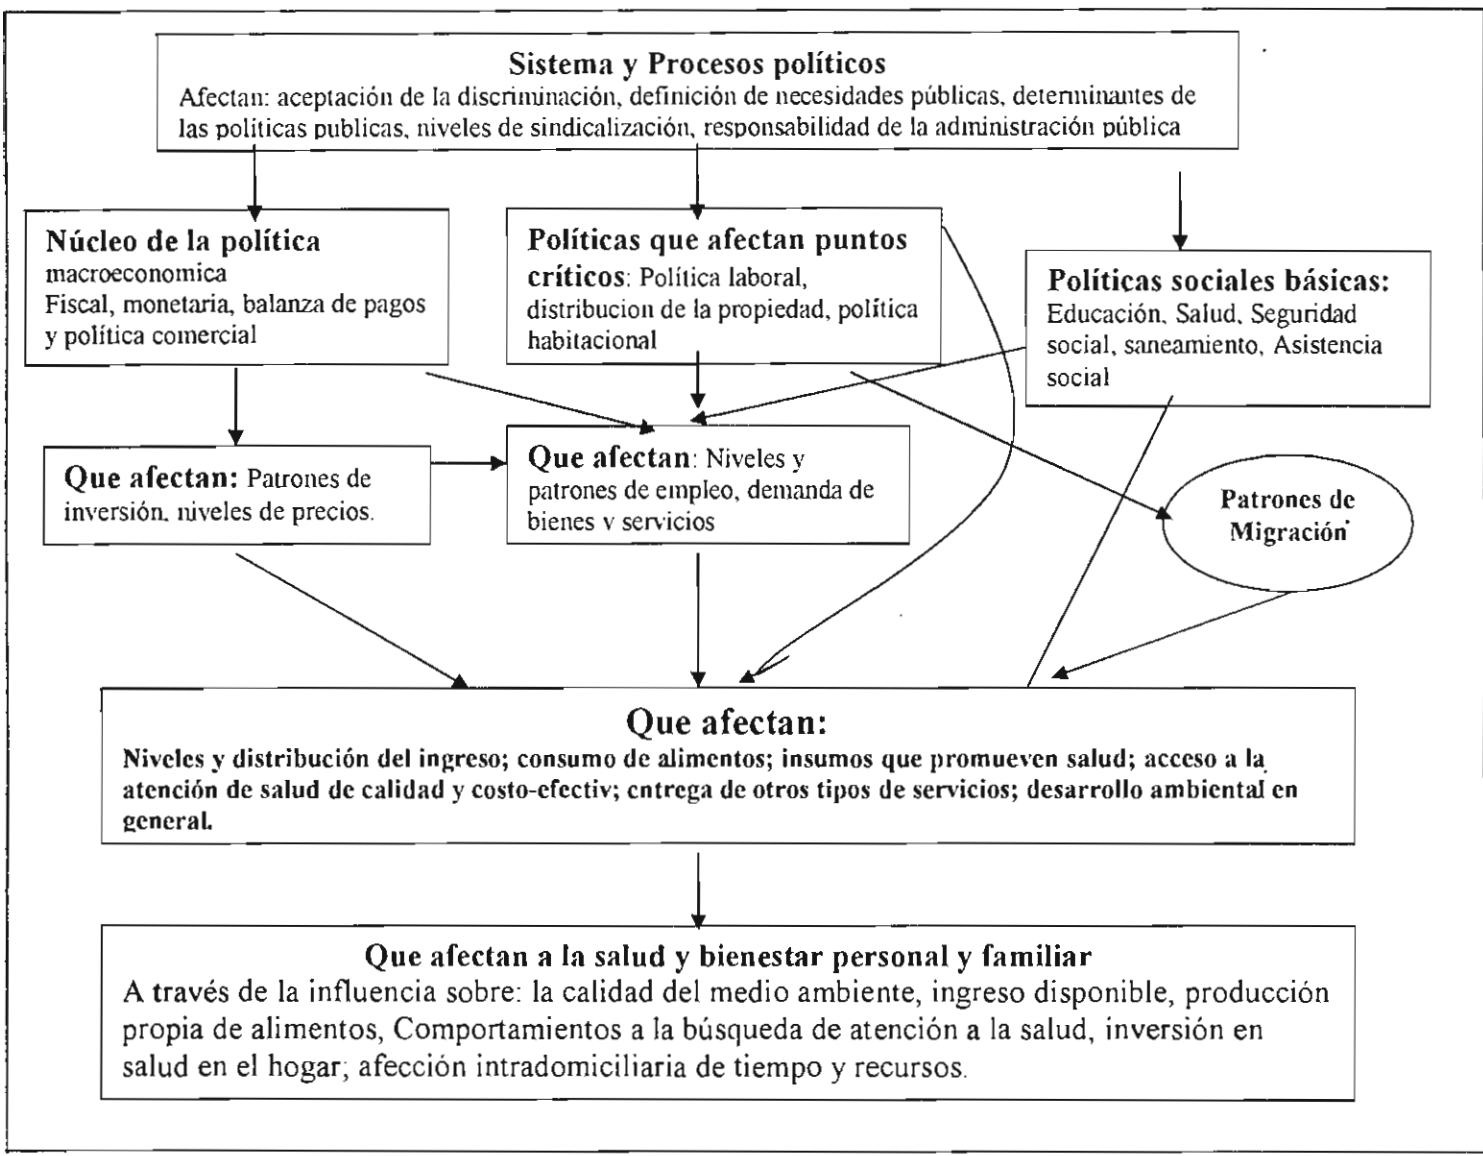 Sistema y Procesos políticos
Afectan: aceptación de la discriminación, definición de necesidades públicas, determinantes de
las políticas publicas, niveles de sindicalización, responsabilidad de la administración pública
Núcleo de la política
macroeconomica
Fiscal, monetaria, balanza de pagos
y política comercial
Políticas que afectan puntos
críticos: Política laboral,
distribucion de la propiedad, política
habitacional
Políticas sociales básicas:
Educación, Salud, Seguridad
social, saneamiento, Asistencia
social
Que afectan: Patrones de
inversión, niveles de precios.
Que afectan: Niveles y
patrones de empleo, demanda de
bienes y servicios
Patrones de
Migración
Que afectan:
Niveles y distribución del ingreso; consumo de alimentos; insumos que promueven salud; acceso a la
atención de salud de calidad y costo-efectiv; entrega de otros tipos de servicios; desarrollo ambiental en
general.
Que afectan a la salud y bienestar personal y familiar
A través de la influencia sobre: la calidad del medio ambiente, ingreso disponible, producción
propia de alimentos, Comportamientos a la búsqueda de atención a la salud, inversión en
salud en el hogar; afección intradomiciliaria de tiempo y recursos.